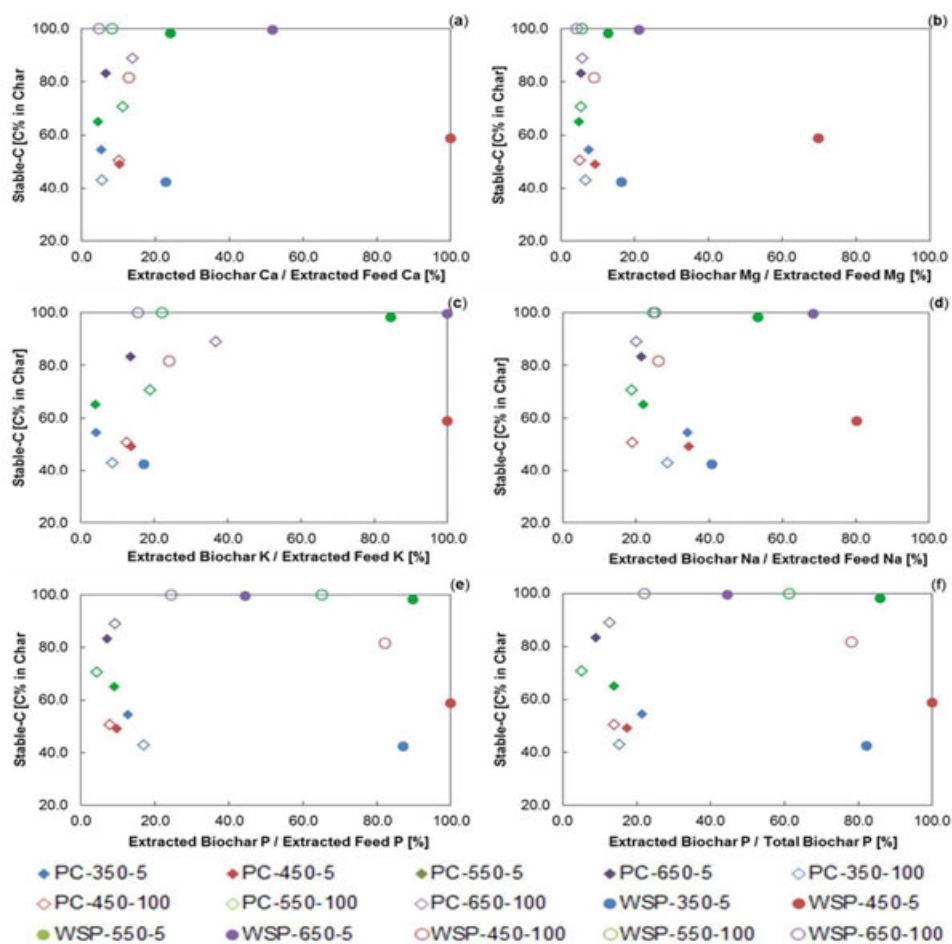 (a)
Stable-C [C% in Char]
100.0
80.0
60.0
40.0
20.0
0.0 20.0 40.0 60.0 80.0 100.0
Extracted Biochar Ca / Extracted Feed Ca [%]
(b)
Stable-C [C% in Char]
100.0
80.0
60.0
40.0
20.0
0.0 20.0 40.0 60.0 80.0 100.0
Extracted Biochar Mg / Extracted Feed Mg [%]
(c)
Stable-C [C% in Char]
100.0
80.0
60.0
40.0
20.0
0.0 20.0 40.0 60.0 80.0 100.0
Extracted Biochar K / Extracted Feed K [%]
(d)
Stable-C [C% in Char]
100.0
80.0
60.0
40.0
20.0
0.0 20.0 40.0 60.0 80.0 100.0
Extracted Biochar Na / Extracted Feed Na [%]
(e)
Stable-C [C% in Char]
100.0
80.0
60.0
40.0
20.0
0.0 20.0 40.0 60.0 80.0 100.0
Extracted Biochar P / Extracted Feed P [%]
(f)
Stable-C [C% in Char]
100.0
80.0
60.0
40.0
20.0
0.0 20.0 40.0 60.0 80.0 100.0
Extracted Biochar P / Total Biochar P [%]
PC-350-5 PC-450-5 PC-550-5 PC-650-5 PC-350-100
PC-450-100 PC-550-100 PC-650-100 WSP-350-5 WSP-450-5
WSP-550-5 WSP-650-5 WSP-450-100 WSP-550-100 WSP-650-100